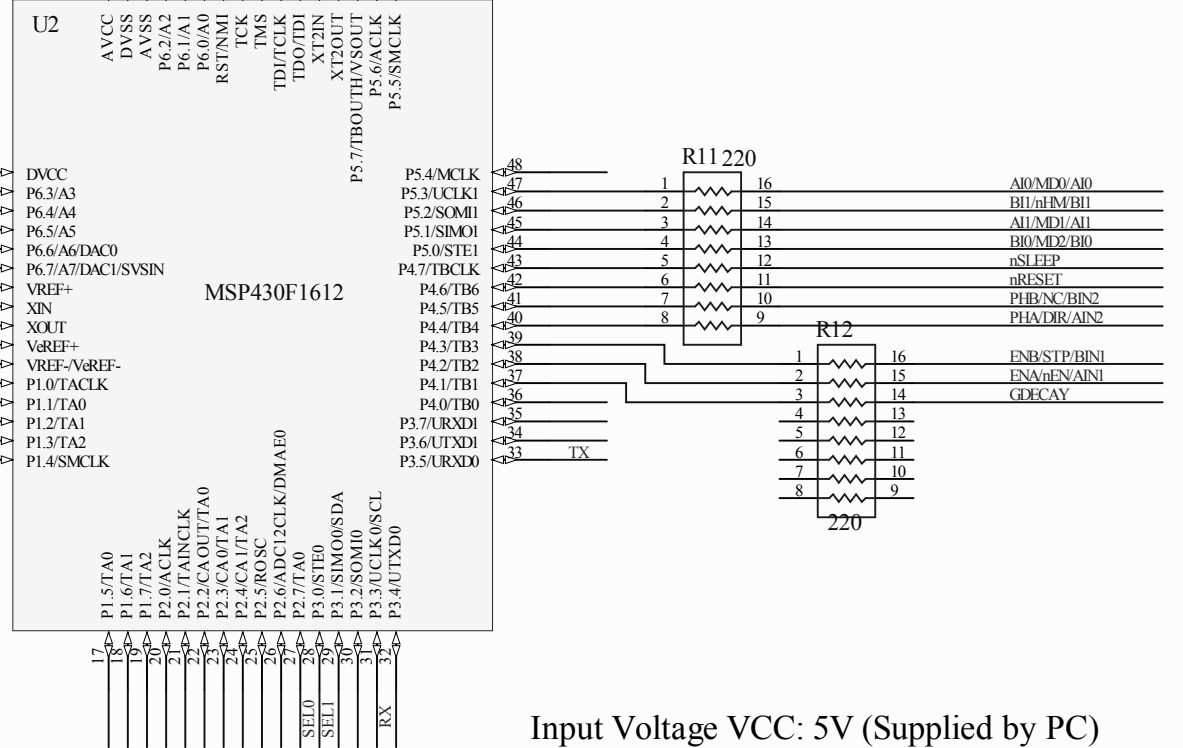 U2
AVCC
DVSS
AVSS
P6.2/A2
P6.1/A1
P6.0/A0
RST/NMI
TCK
TMS
TDI/TCLK
TDO/TDI
XT2IN
XT2OUT
P5.7/TBOUTH/VSOUT
P5.6/ACLK
P5.5/SMCLK
DVCC
P6.3/A3
P6.4/A4
P6.5/A5
P6.6/A6/DAC0
P6.7/A7/DAC1/SVSIN
VREF+
XIN
XOUT
VeREF+
VREF-/VeREF-
P1.0/TACLK
P1.1/TA0
P1.2/TA1
P1.3/TA2
P1.4/SMCLK
MSP430F1612
P5.4/MCLK 48
P5.3/UCLK1 47
P5.2/SOMI1 46
P5.1/SIMO1 45
P5.0/STE1 44
P4.7/TBCLK 43
P4.6/TB6 42
P4.5/TB5 41
P4.4/TB4 40
P4.3/TB3 39
P4.2/TB2 38
P4.1/TB1 37
P4.0/TB0 36
P3.7/URXD1 35
P3.6/UTXD1 34
P3.5/URXD0 33 TX
R11 220
1 16 AI0/MD0/AI0
2 15 BI1/nHM/BI1
3 14 AI1/MD1/AI1
4 13 BI0/MD2/BI0
5 12 nSLEEP
6 11 nRESET
7 10 PHB/NC/BIN2
8 9 PHA/DIR/AIN2
R12
1 16 ENB/STP/BIN1
2 15 ENA/nEN/AIN1
3 14 GDECAY
4 13
5 12
6 11
7 10
8 9
220
P1.5/TA0
P1.6/TA1
P1.7/TA2
P2.0/ACLK
P2.1/TAINCLK
P2.2/CAOUT/TA0
P2.3/CA0/TA1
P2.4/CA1/TA2
P2.5/ROSC
P2.6/ADC12CLK/DMAE0
P2.7/TA0
P3.0/STE0
P3.1/SIMO0/SDA
P3.2/SOMI0
P3.3/UCLK0/SCL
P3.4/UTXD0
17
18
19
20
21
22
23
24
25
26
27
28
29
30
31
32
SEL0
SEL1
RX
Input Voltage VCC: 5V (Supplied by PC)